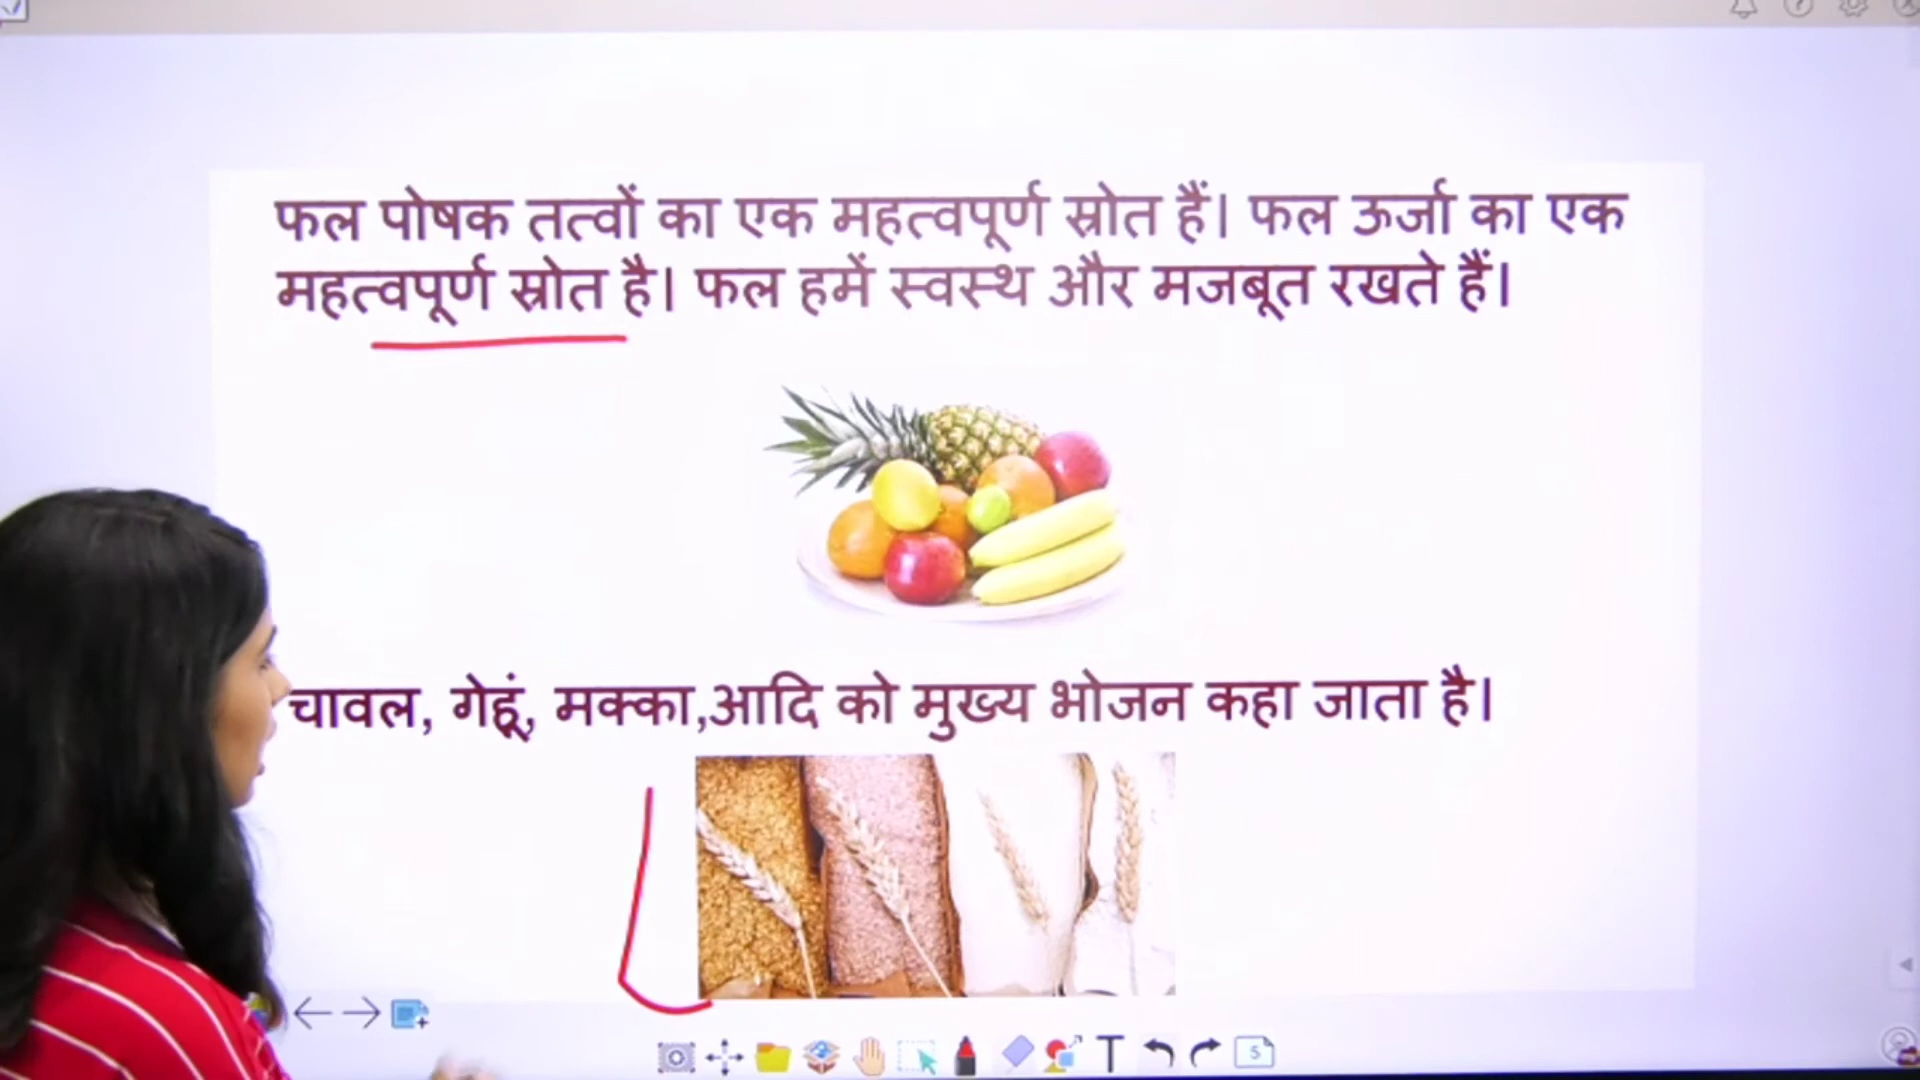 फल पोषक तत्वों का एक महत्वपूर्ण स्रोत हैं। फल ऊर्जा का एक
महत्वपूर्ण स्रोत है। फल हमें स्वस्थ और मजबूत रखते हैं।
चावल, गेहूं, मक्का,आदि को मुख्य भोजन कहा जाता है।
T
5